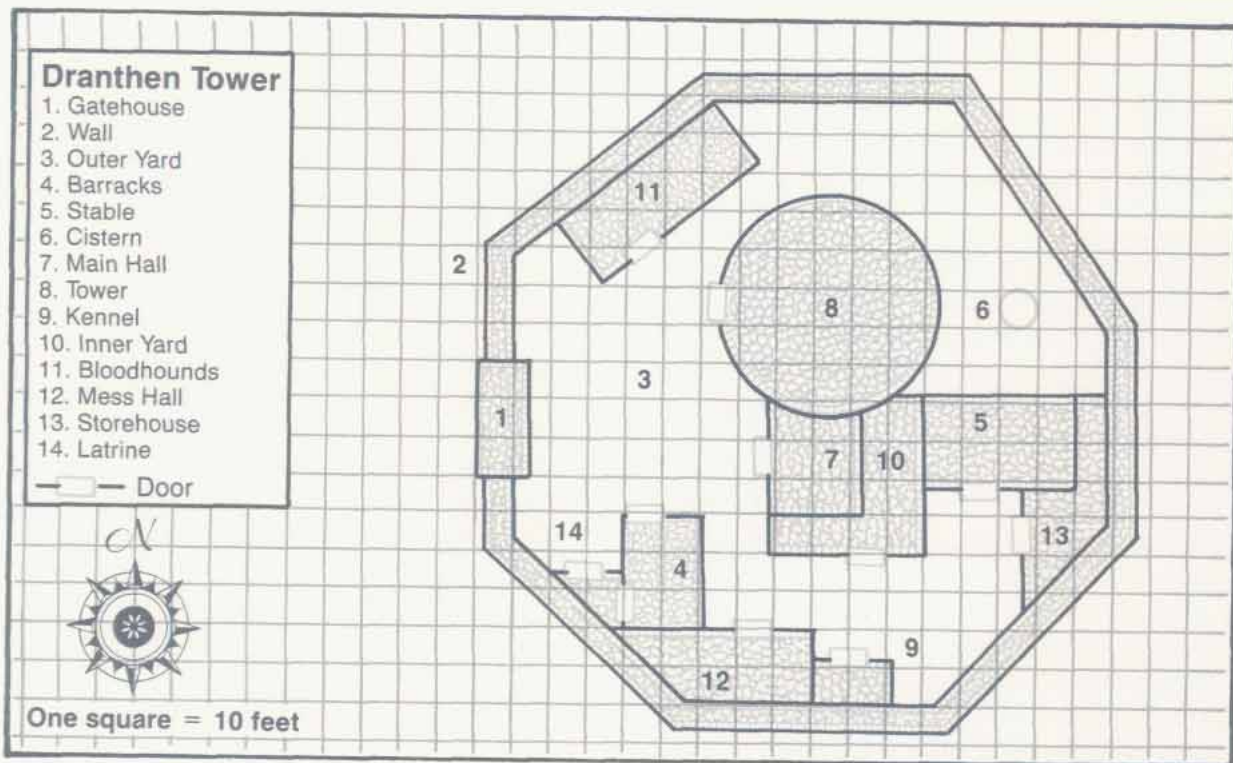 Dranthen Tower
1. Gatehouse
2. Wall
3. Outer Yard
4. Barracks
5. Stable
6. Cistern
7. Main Hall
8. Tower
9. Kennel
10. Inner Yard
11. Bloodhounds
12. Mess Hall
13. Storehouse
14. Latrine
Door
N
One square = 10 feet
11
2
8
6
3
1
5
7
10
14
4
13
9
12